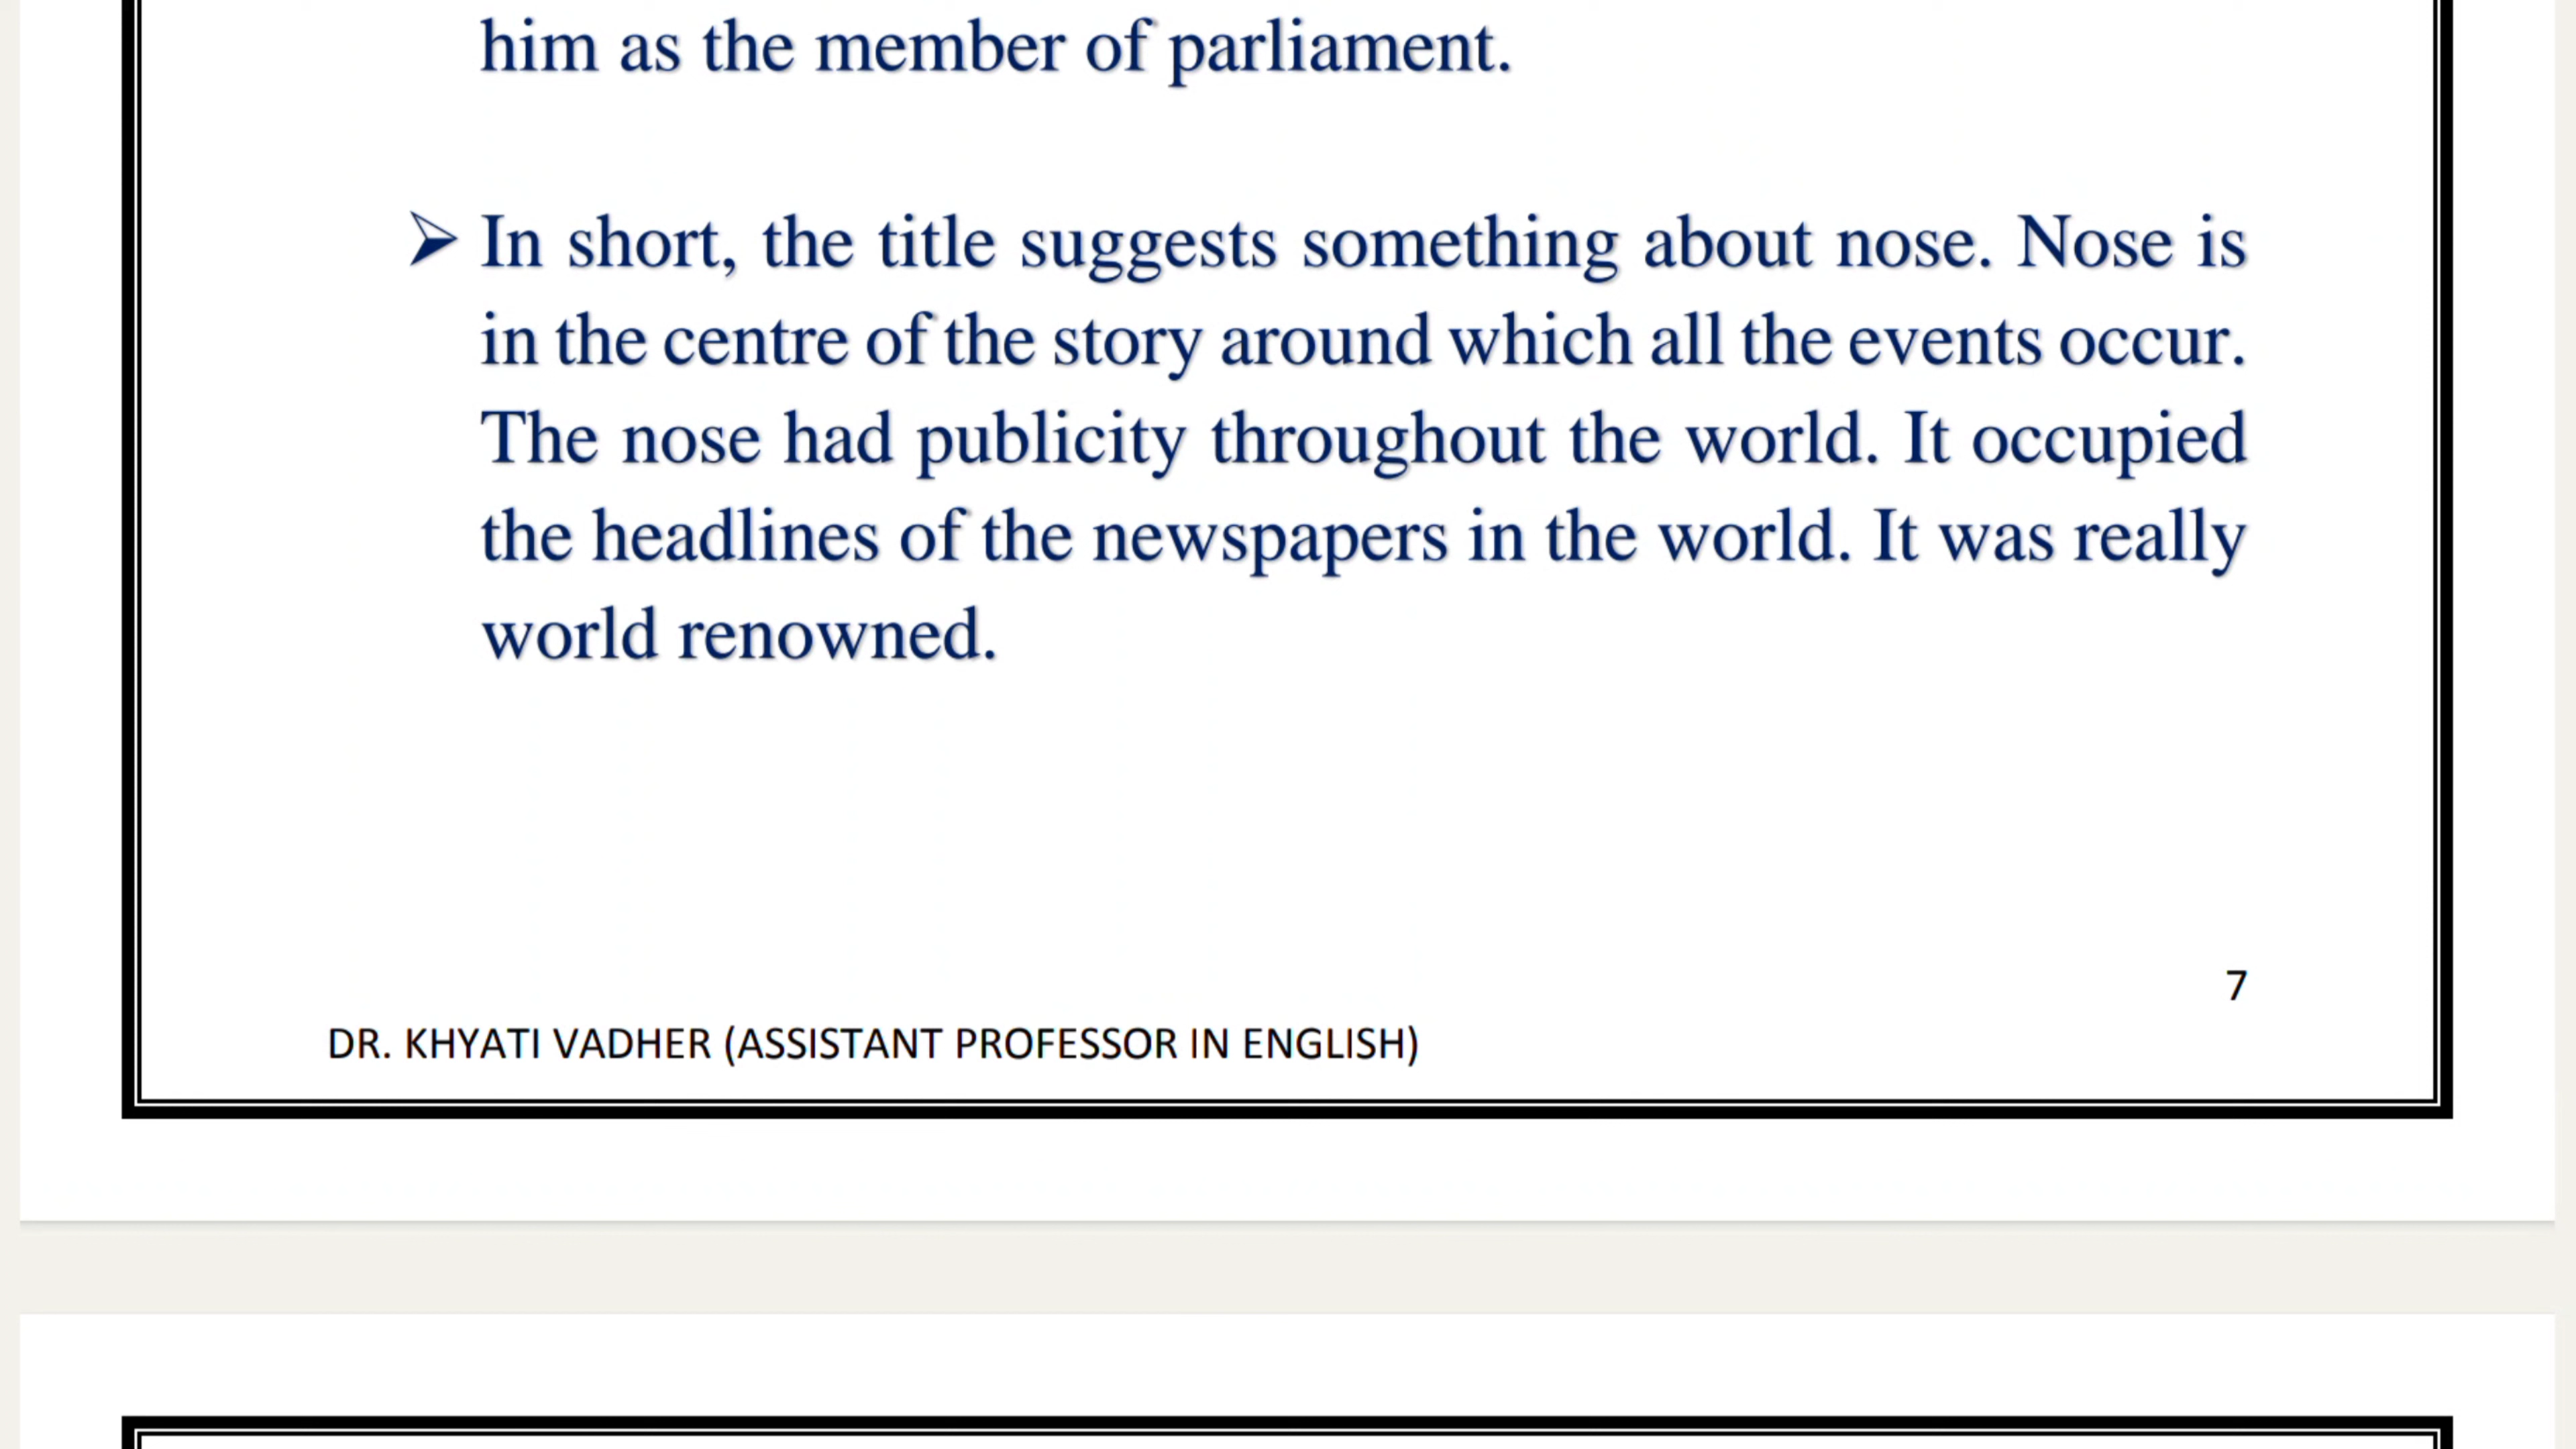 him as the member of parliament.
➢ In short, the title suggests something about nose. Nose is
in the centre of the story around which all the events occur.
The nose had publicity throughout the world. It occupied
the headlines of the newspapers in the world. It was really
world renowned.
7
DR. KHYATI VADHER (ASSISTANT PROFESSOR IN ENGLISH)